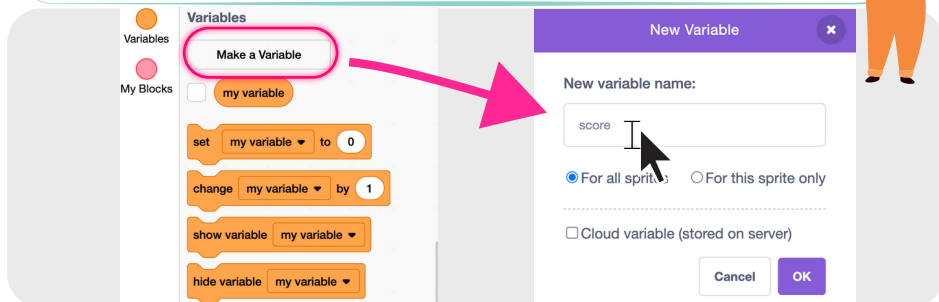 Variables
My Blocks
Variables
Make a Variable
my variable
set my variable to 0
change my variable by 1
show variable my variable
hide variable my variable
New Variable
New variable name:
score
For all sprites For this sprite only
Cloud variable (stored on server)
Cancel OK